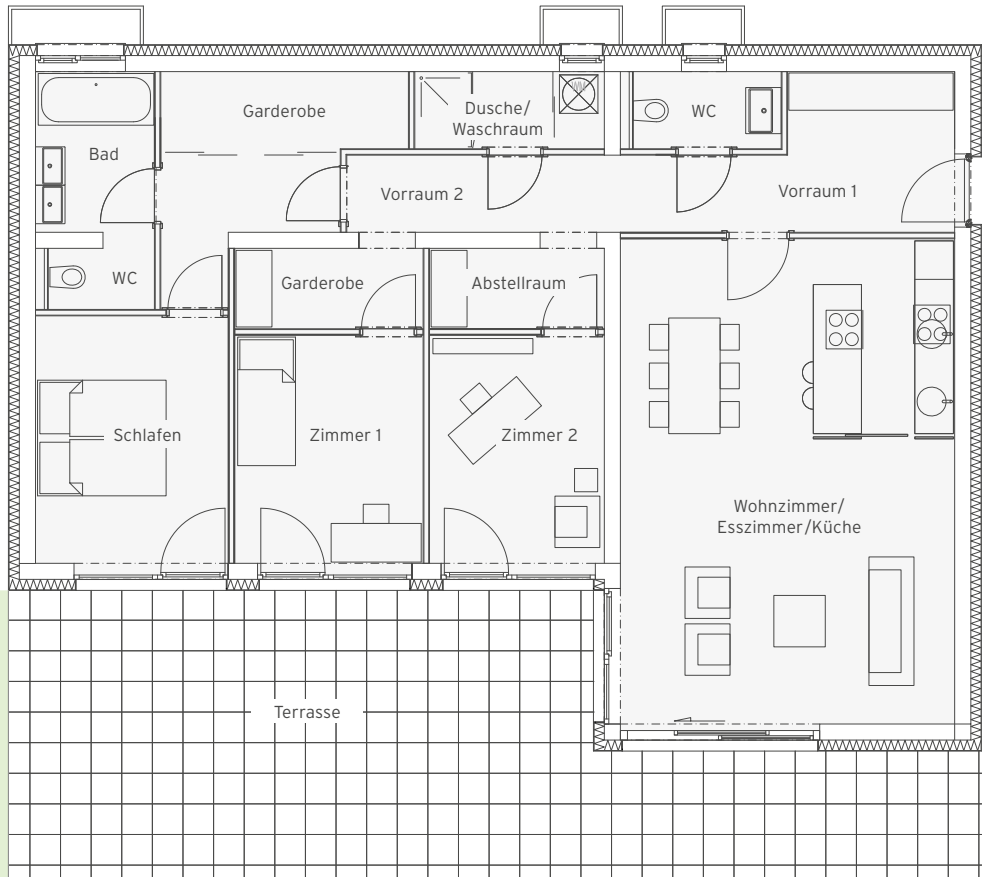 Garderobe
Dusche/
Waschraum
WC
Bad
Vorraum 2
Vorraum 1
WC
Garderobe
Abstellraum
Schlafen
Zimmer 1
Zimmer 2
Wohnzimmer/
Esszimmer/Küche
Terrasse